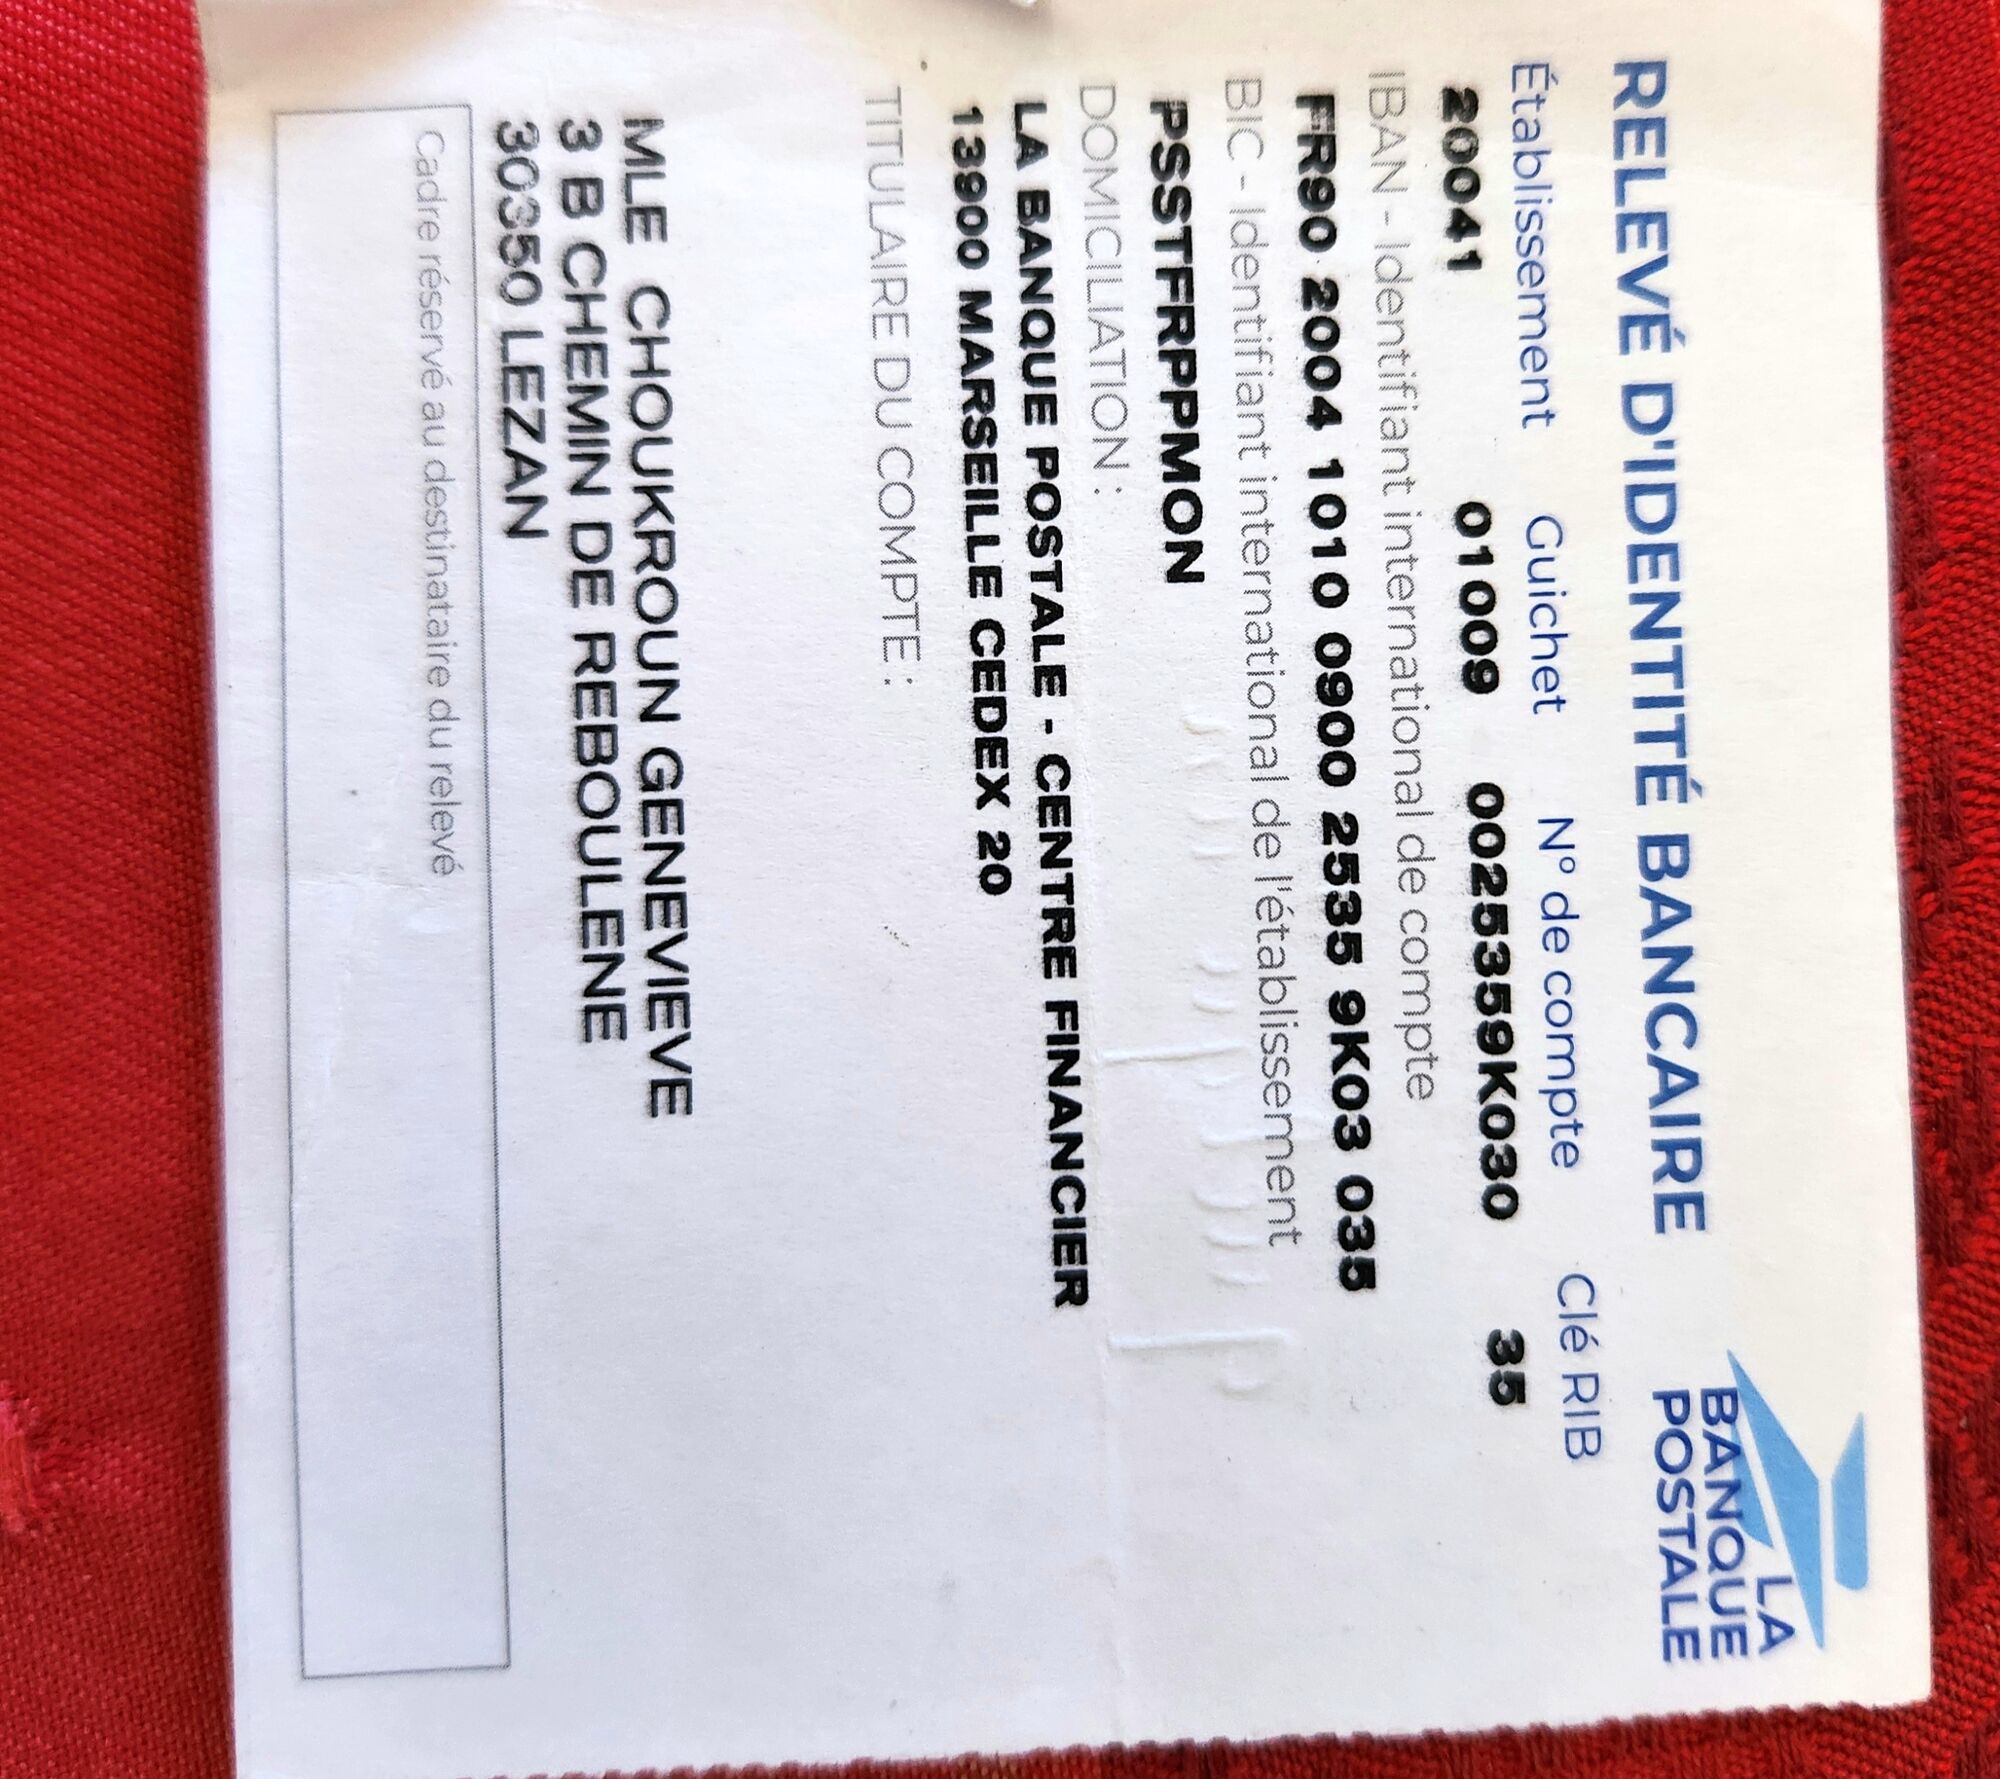 RELEVÉ D'IDENTITÉ BANCAIRE
LA
BANQUE
POSTALE
Établissement Guichet N° de compte Clé RIB
20041 01009 0025359K030 35
IBAN - Identifiant international de compte
FR90 2004 1010 0900 2535 9K03 035
BIC - Identifiant international de l'établissement
PSSTFRPPMON
DOMICILIATION :
LA BANQUE POSTALE - CENTRE FINANCIER
13900 MARSEILLE CEDEX 20
TITULAIRE DU COMPTE :
MLE CHOUKROUN GENEVIEVE
3 B CHEMIN DE REBOULENE
30350 LEZAN
Cadre réservé au destinataire du relevé